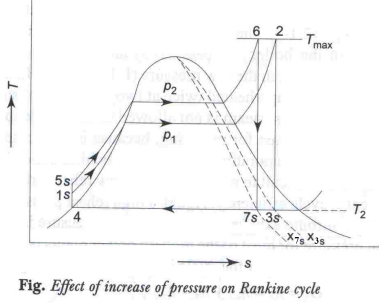 6 2
T max
p₂
T
p₁
5s
1s
4
7s 3s
T₂
x₇ₛ x₃ₛ
s
Fig. Effect of increase of pressure on Rankine cycle